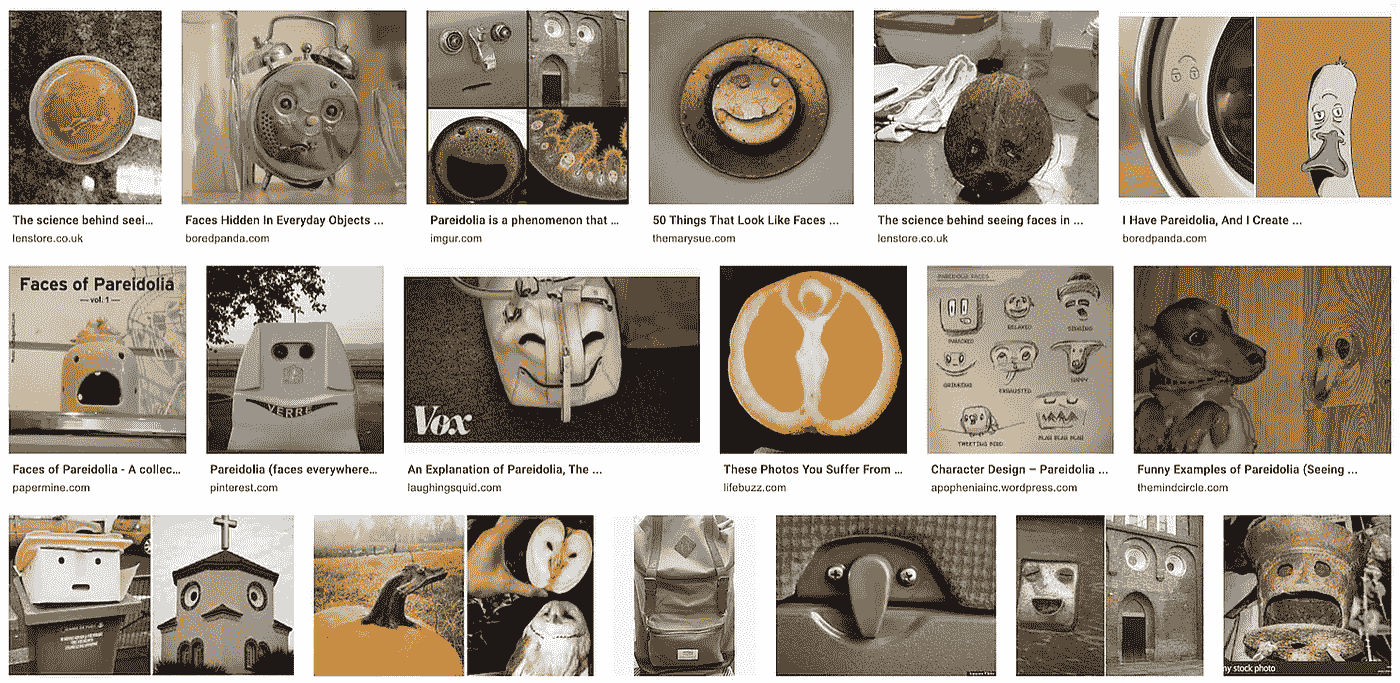 The science behind seei...
lenstore.co.uk
Faces Hidden In Everyday Objects ...
boredpanda.com
Pareidolia is a phenomenon that ...
imgur.com
50 Things That Look Like Faces ...
themarysue.com
The science behind seeing faces in ...
lenstore.co.uk
I Have Pareidolia, And I Create ...
boredpanda.com
Faces of Pareidolia
— vol. 1 —
VERRE
Vox
PAREIDOLIA FACES
PANICKED
RELAXED
SINGING
GRINNING
EXHAUSTED
HAPPY
TWEETING BIRD
BLAH BLAH BLAH
Faces of Pareidolia - A collec...
papermine.com
Pareidolia (faces everywhere...
pinterest.com
An Explanation of Pareidolia, The ...
laughingsquid.com
These Photos You Suffer From ...
lifebuzz.com
Character Design – Pareidolia ...
apopheniainc.wordpress.com
Funny Examples of Pareidolia (Seeing ...
themindcircle.com
ny stock photo